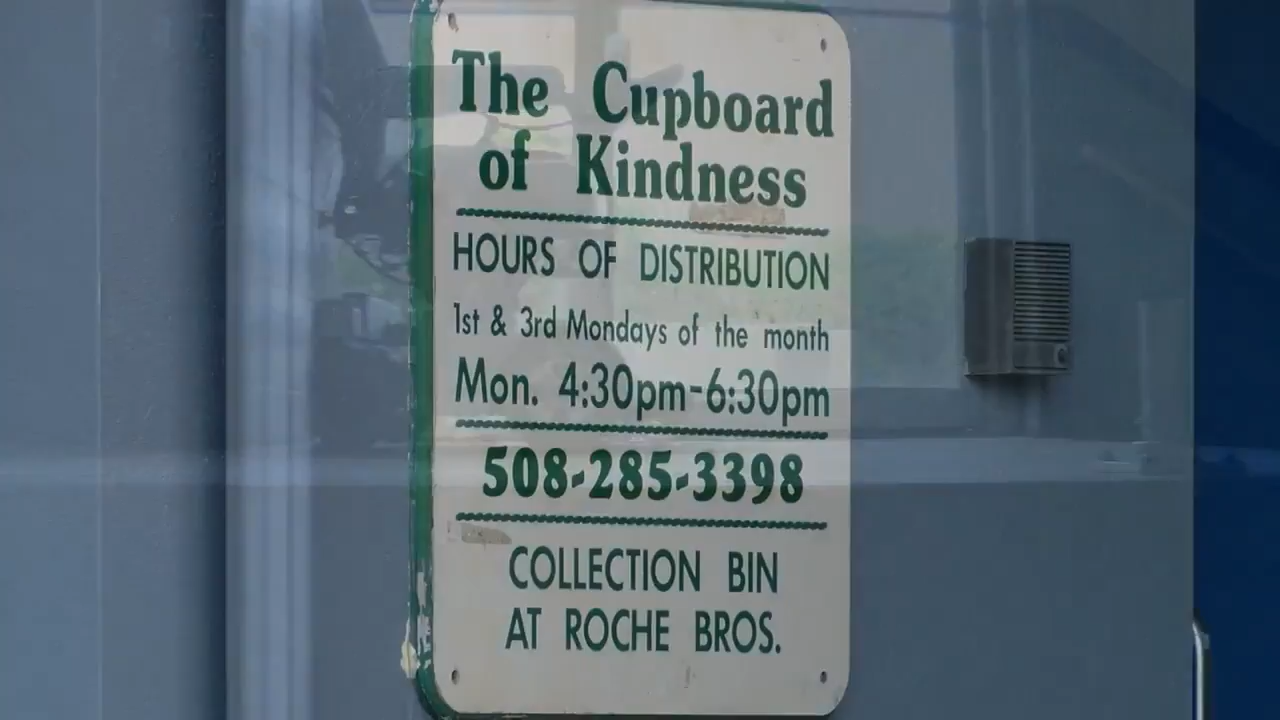 The Cupboard
of Kindness
HOURS OF DISTRIBUTION
1st & 3rd Mondays of the month
Mon. 4:30pm-6:30pm
508-285-3398
COLLECTION BIN
AT ROCHE BROS.